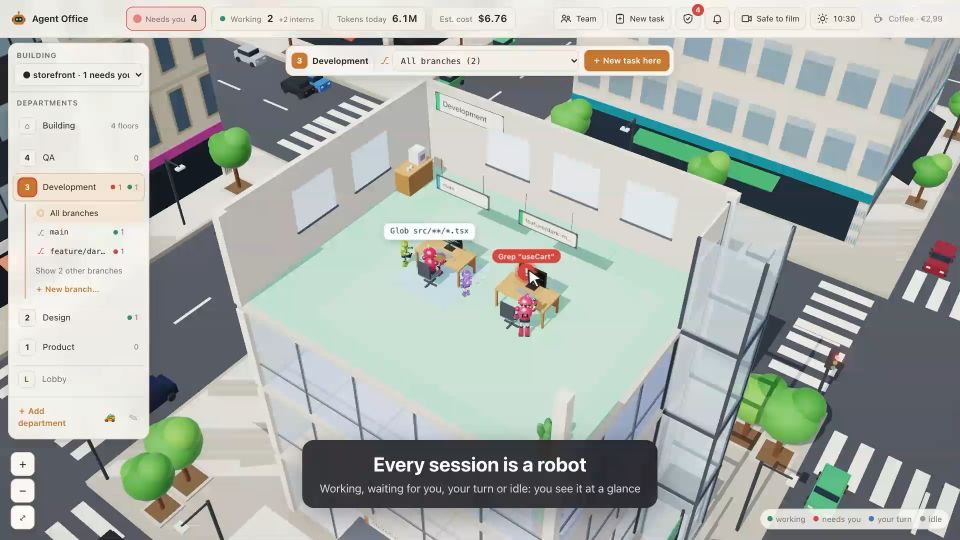 Agent Office
Needs you 4
Working 2 +2 interns
Tokens today 6.1M
Est. cost $6.76
Team
New task
4
Safe to film
10:30
Coffee · €2,99
BUILDING
storefront · 1 needs you
DEPARTMENTS
Building 4 floors
4 QA 0
3 Development 1 1
All branches
main 1
feature/dar… 1
Show 2 other branches
+ New branch...
2 Design 1
1 Product 0
L Lobby
+ Add department
3 Development
All branches (2)
+ New task here
Development
main
feature/dark-m...
Glob src/**/*.tsx
Grep "useCart"
Every session is a robot
Working, waiting for you, your turn or idle: you see it at a glance
+
−
working needs you your turn idle